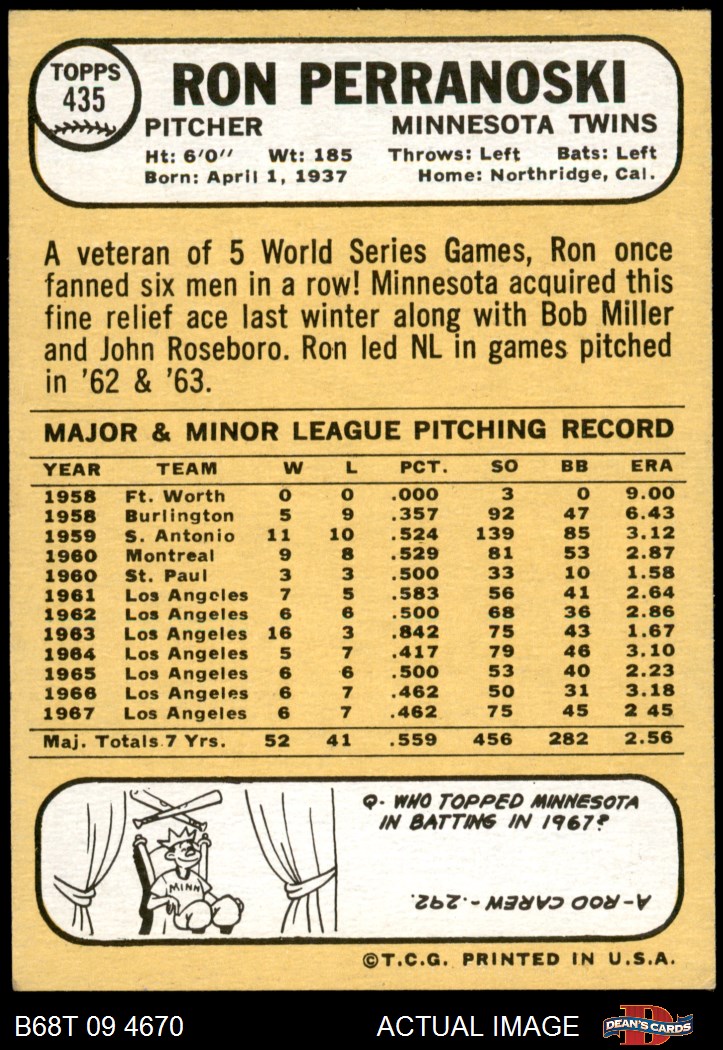 TOPPS
435
RON PERRANOSKI
PITCHER MINNESOTA TWINS
Ht: 6'0" Wt: 185 Throws: Left Bats: Left
Born: April 1, 1937 Home: Northridge, Cal.
A veteran of 5 World Series Games, Ron once
fanned six men in a row! Minnesota acquired this
fine relief ace last winter along with Bob Miller
and John Roseboro. Ron led NL in games pitched
in '62 & '63.
MAJOR & MINOR LEAGUE PITCHING RECORD
YEAR TEAM W L PCT. SO BB ERA
1958 Ft. Worth 0 0 .000 3 0 9.00
1958 Burlington 5 9 .357 92 47 6.43
1959 S. Antonio 11 10 .524 139 85 3.12
1960 Montreal 9 8 .529 81 53 2.87
1960 St. Paul 3 3 .500 33 10 1.58
1961 Los Angeles 7 5 .583 56 41 2.64
1962 Los Angeles 6 6 .500 68 36 2.86
1963 Los Angeles 16 3 .842 75 43 1.67
1964 Los Angeles 5 7 .417 79 46 3.10
1965 Los Angeles 6 6 .500 53 40 2.23
1966 Los Angeles 6 7 .462 50 31 3.18
1967 Los Angeles 6 7 .462 75 45 2 45
Maj. Totals 7 Yrs. 52 41 .559 456 282 2.56
Q- WHO TOPPED MINNESOTA
IN BATTING IN 1967?
MINN
A-ROD CAREW-.292.
©T.C.G. PRINTED IN U.S.A.
B68T 09 4670 ACTUAL IMAGE
D
DEAN'S CARDS